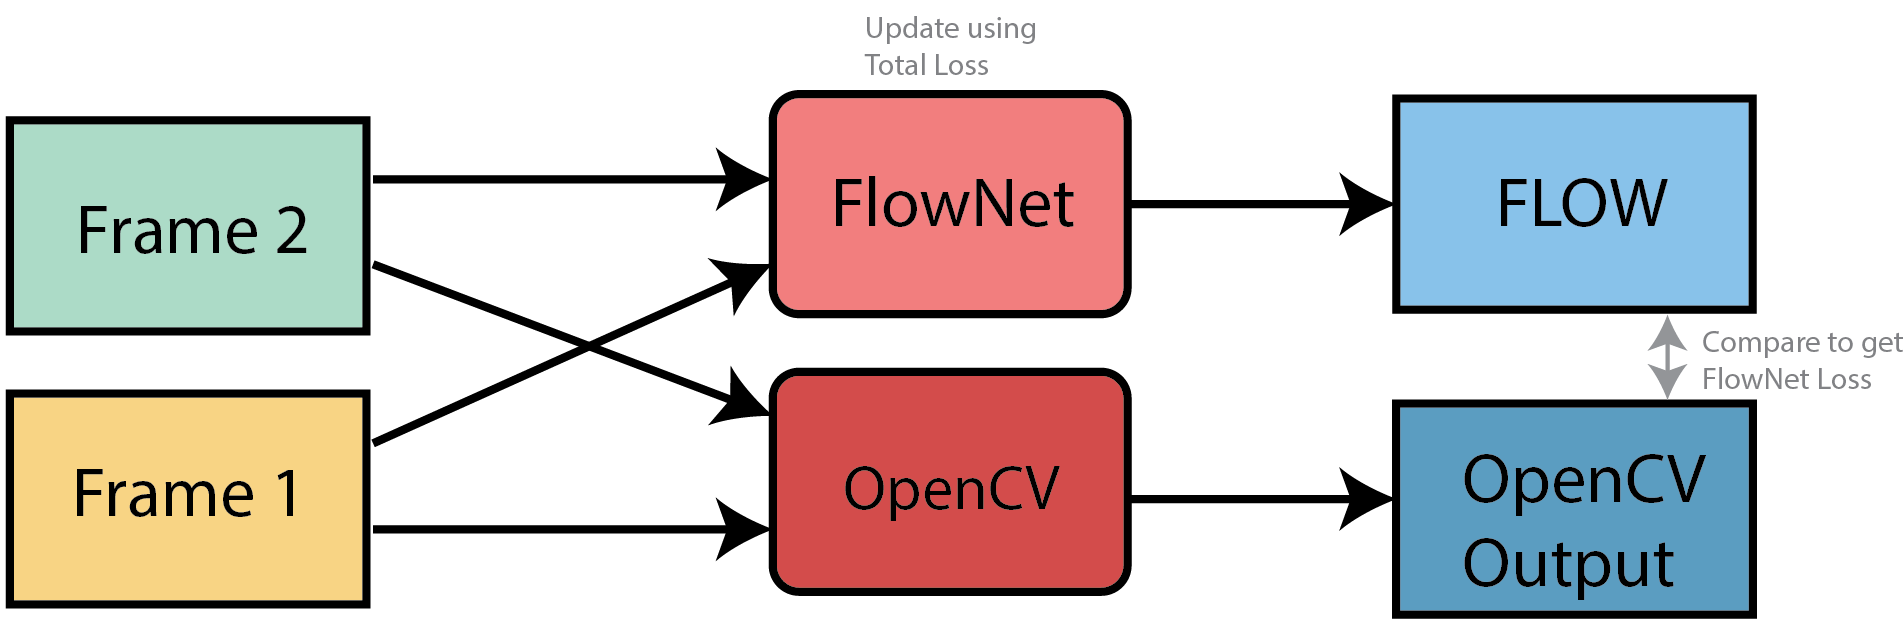 Update using
Total Loss
Frame 2
FlowNet
FLOW
Compare to get
FlowNet Loss
Frame 1
OpenCV
OpenCV
Output